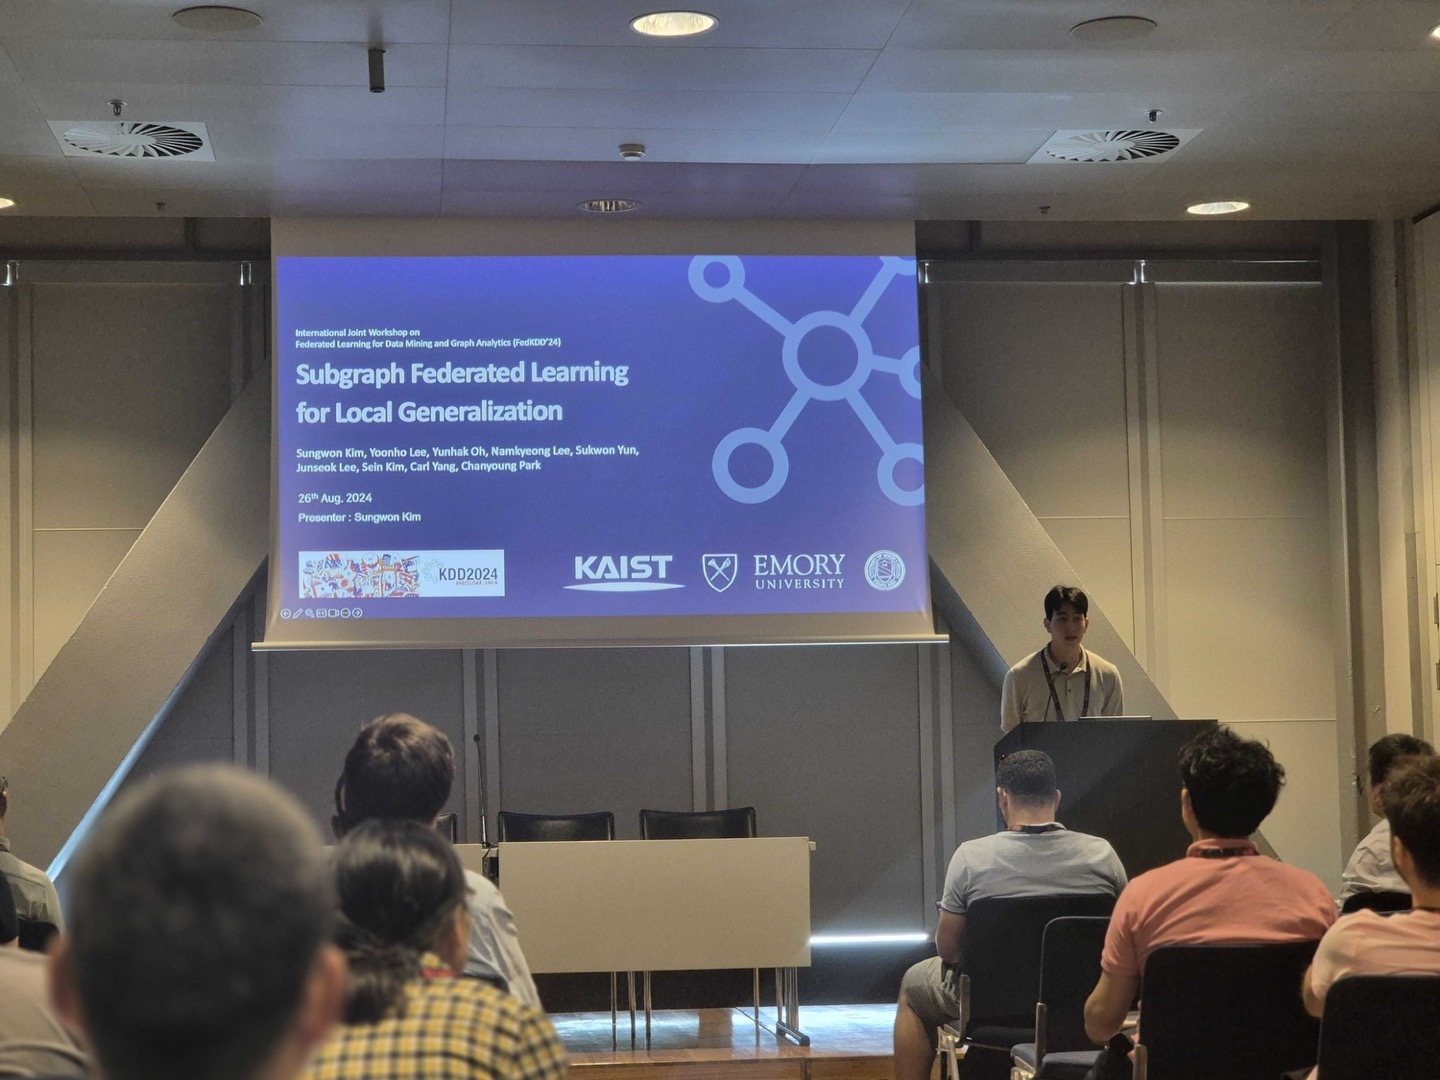 International Joint Workshop on
Federated Learning for Data Mining and Graph Analytics (FedKDD'24)
Subgraph Federated Learning
for Local Generalization
Sungwon Kim, Yoonho Lee, Yunhak Oh, Namkyeong Lee, Sukwon Yun,
Junseok Lee, Sein Kim, Carl Yang, Chanyoung Park
26th Aug. 2024
Presenter : Sungwon Kim
KDD2024
BARCELONA, SPAIN
KAIST
EMORY
UNIVERSITY